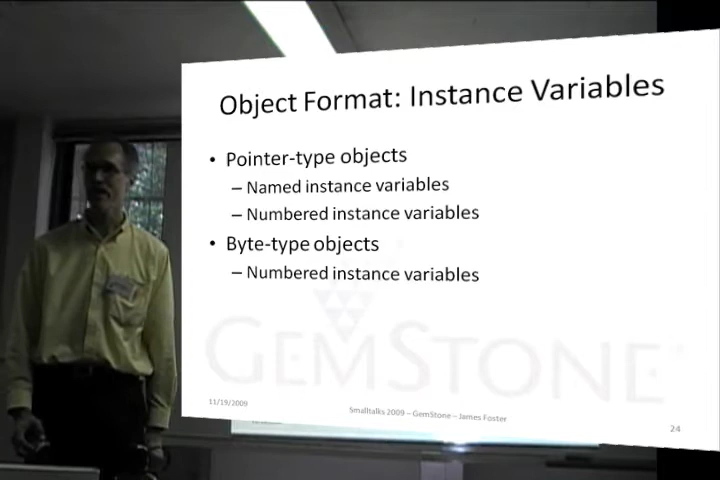 Object Format: Instance Variables
• Pointer-type objects
– Named instance variables
– Numbered instance variables
• Byte-type objects
– Numbered instance variables
GEMSTONE
11/19/2009
Smalltalks 2009 – GemStone – James Foster
24